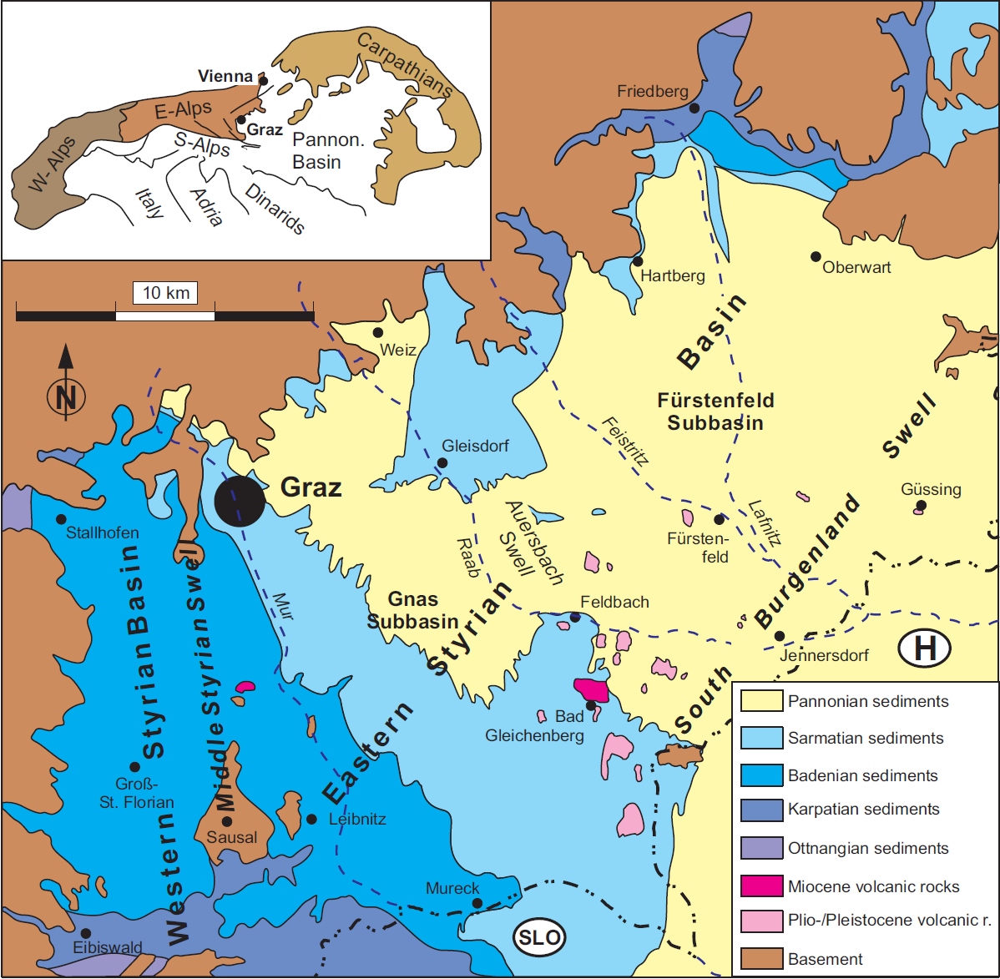 Carpathians
Vienna
E-Alps
Graz
S-Alps
Pannon.
Basin
W- Alps
Italy
Adria
Dinarids
Friedberg
10 km
Hartberg
Oberwart
Weiz
N
Basin
Fürstenfeld
Subbasin
Swell
Feistritz
Gleisdorf
Graz
Güssing
Stallhofen
Auersbach
Swell
Lafnitz
Fürsten-
feld
Raab
Burgenland
Mur
Gnas
Subbasin
Styrian
Feldbach
Jennersdorf
H
South
Western Styrian Basin
Middle Styrian Swell
Bad
Gleichenberg
Eastern
Groß-
St. Florian
Leibnitz
Sausal
Mureck
SLO
Eibiswald
Pannonian sediments
Sarmatian sediments
Badenian sediments
Karpatian sediments
Ottnangian sediments
Miocene volcanic rocks
Plio-/Pleistocene volcanic r.
Basement